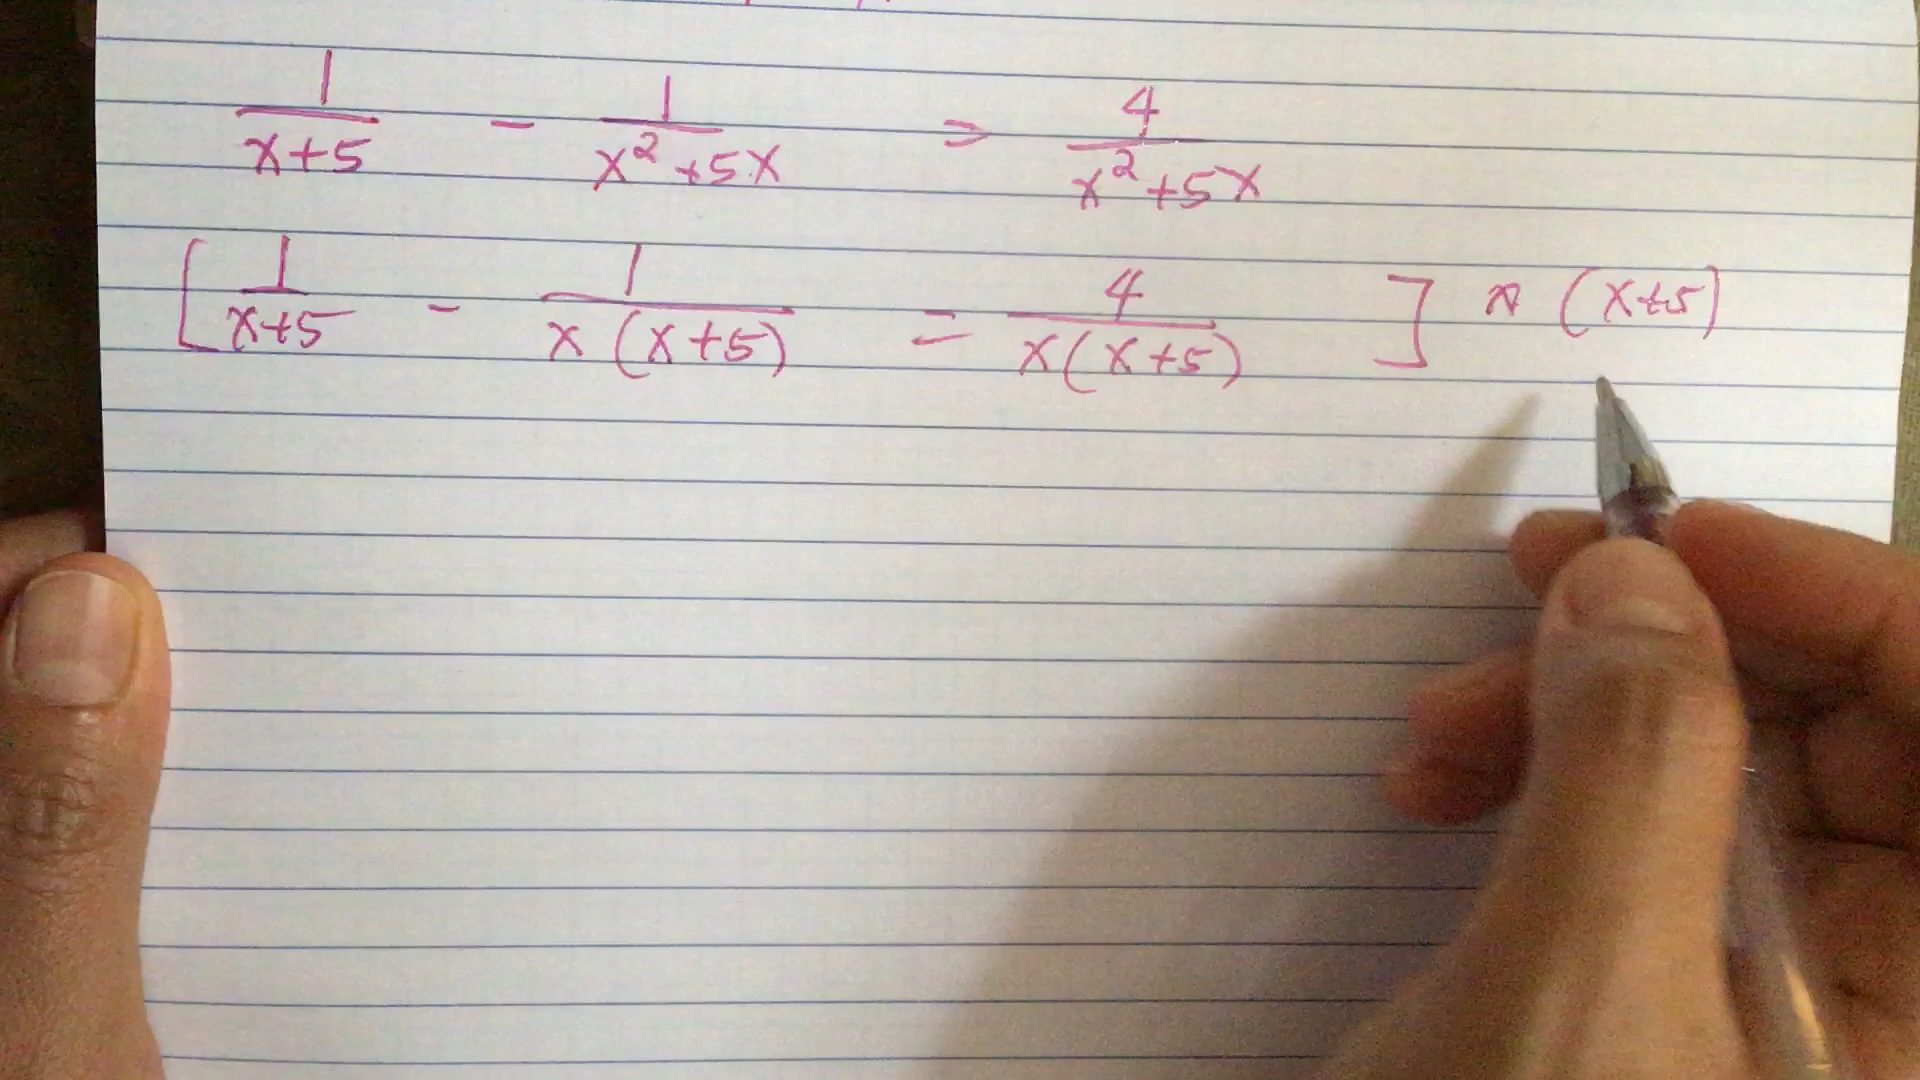 1/(x+5) - 1/(x²+5x) = 4/(x²+5x)
[ 1/(x+5) - 1/(x(x+5)) = 4/(x(x+5)) ] x (x+5)